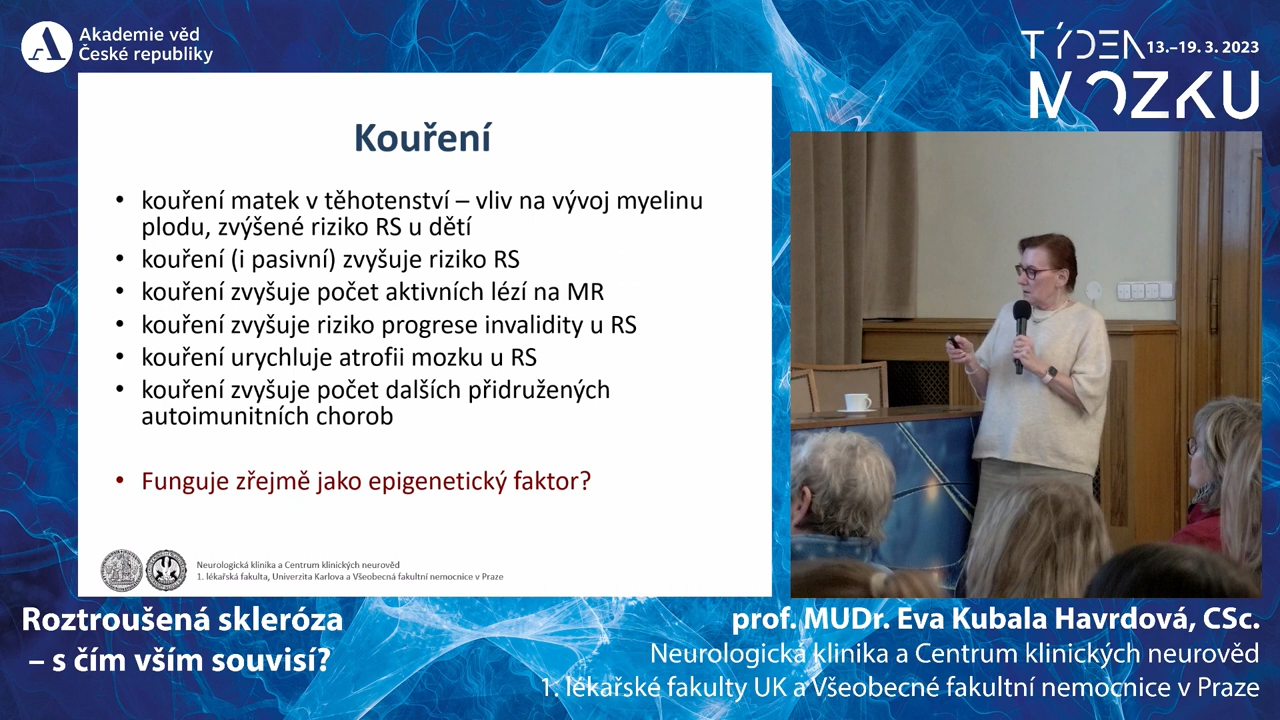 Akademie věd
České republiky
TÝDEN 13.–19. 3. 2023
MOZKU
Kouření
• kouření matek v těhotenství – vliv na vývoj myelinu
plodu, zvýšené riziko RS u dětí
• kouření (i pasivní) zvyšuje riziko RS
• kouření zvyšuje počet aktivních lézí na MR
• kouření zvyšuje riziko progrese invalidity u RS
• kouření urychluje atrofii mozku u RS
• kouření zvyšuje počet dalších přidružených
autoimunitních chorob
• Funguje zřejmě jako epigenetický faktor?
Neurologická klinika a Centrum klinických neurověd
1. lékařská fakulta, Univerzita Karlova a Všeobecná fakultní nemocnice v Praze
Roztroušená skleróza
– s čím vším souvisí?
prof. MUDr. Eva Kubala Havrdová, CSc.
Neurologická klinika a Centrum klinických neurověd
1. lékařské fakulty UK a Všeobecné fakultní nemocnice v Praze